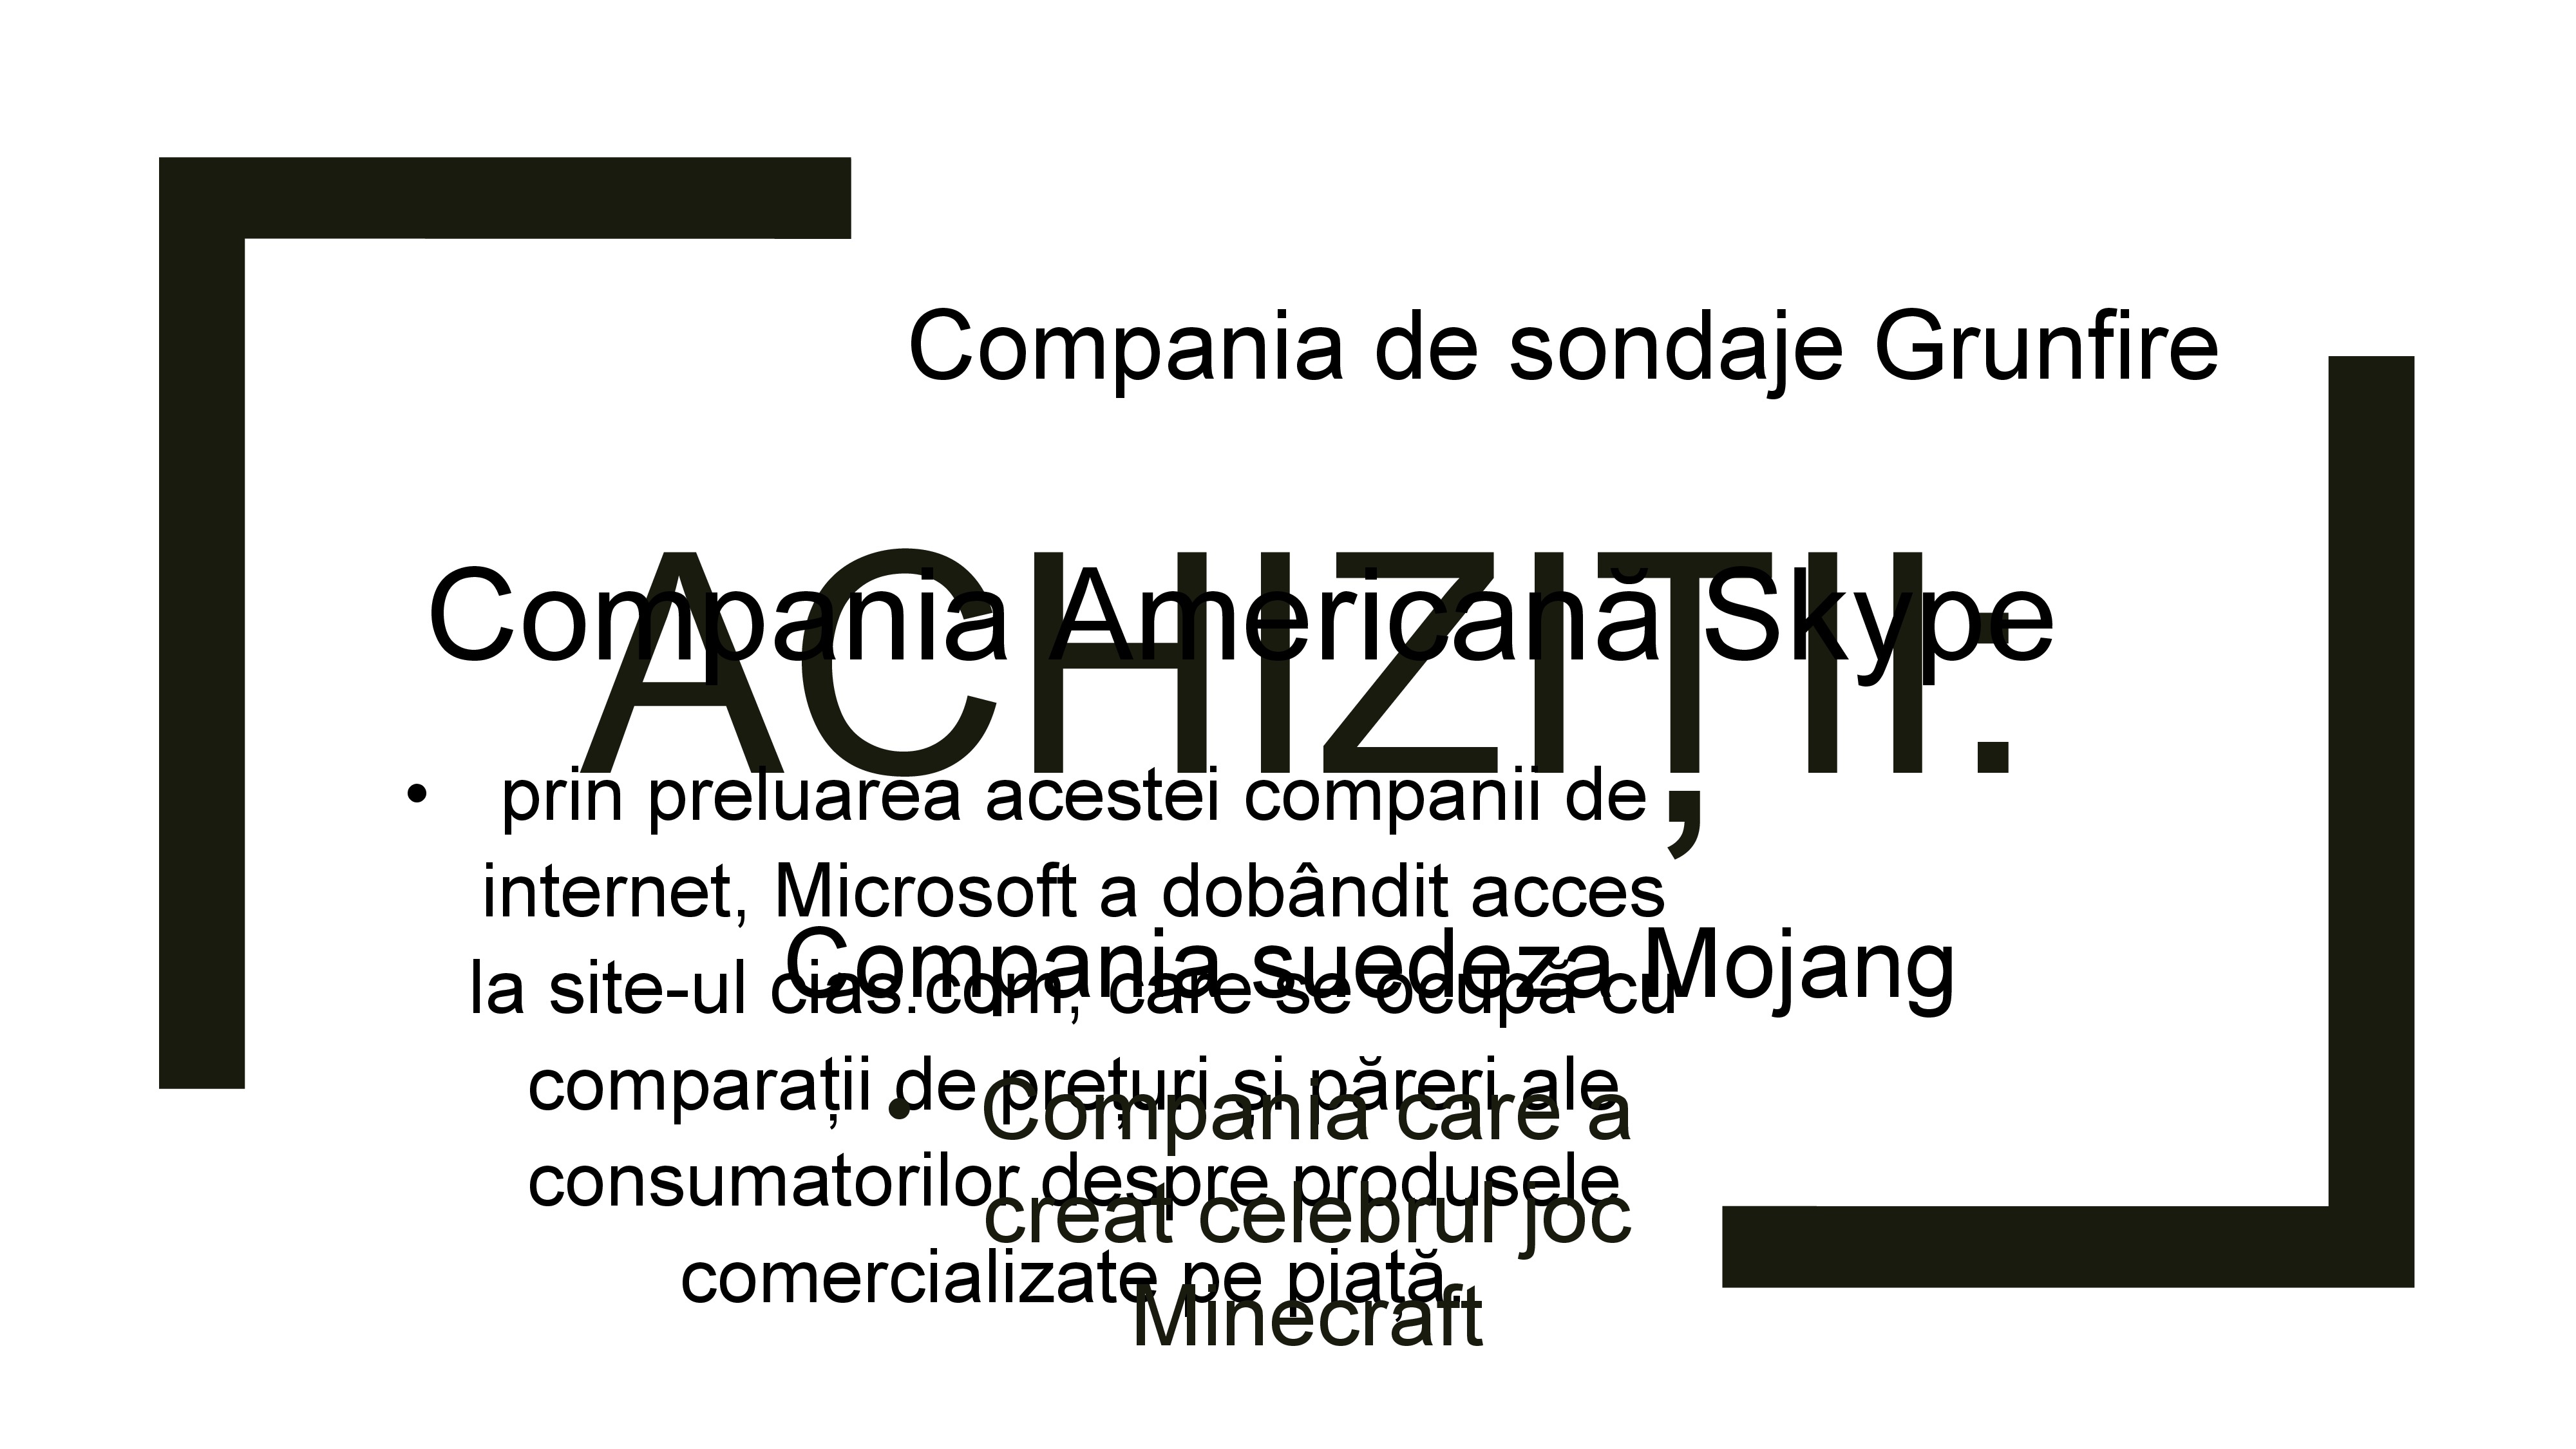 Compania de sondaje Grunfire
ACHIZIȚII:
Compania Americană Skype
• prin preluarea acestei companii de
internet, Microsoft a dobândit acces
la site-ul cias.com, care se ocupă cu
comparații de prețuri și păreri ale
consumatorilor despre produsele
comercializate pe piață
Compania suedeza Mojang
• Compania care a
creat celebrul joc
Minecraft